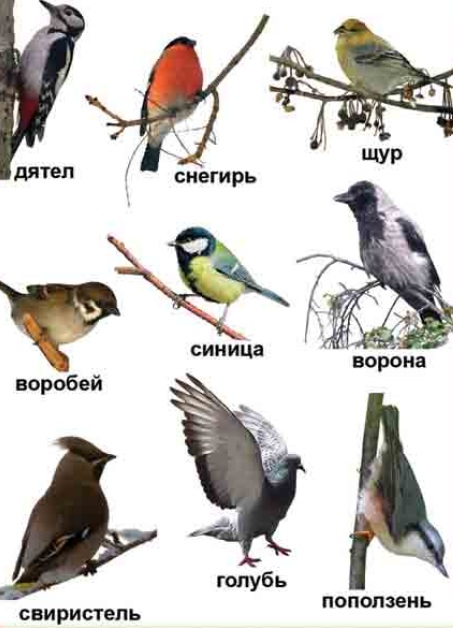 дятел
снегирь
щур
воробей
синица
ворона
свиристель
голубь
поползень